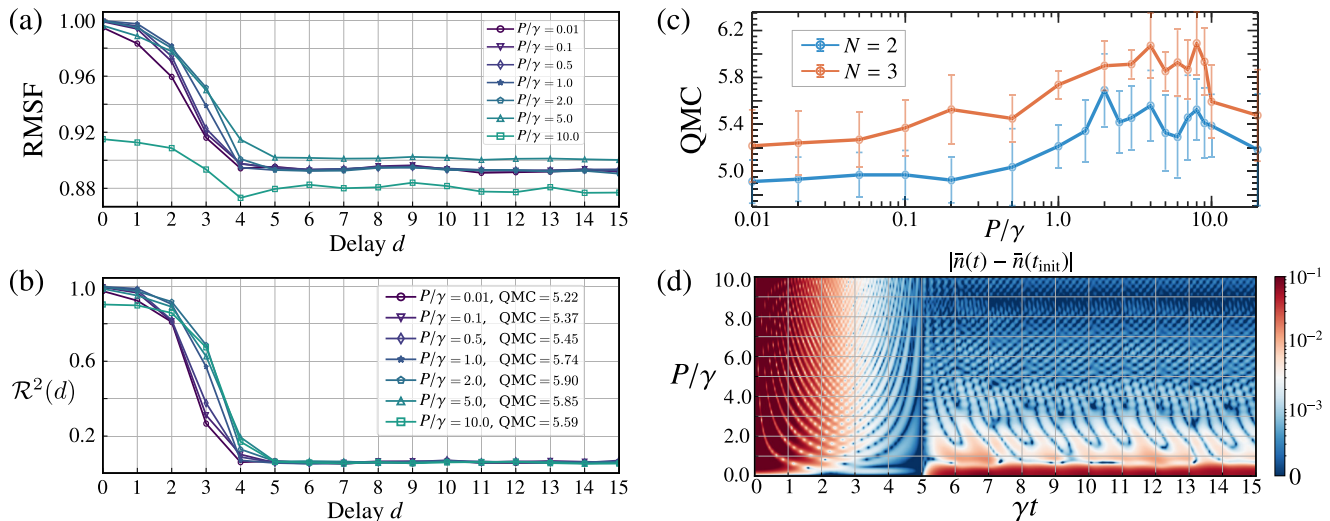 (a)
RMSF
1.00
0.96
0.92
0.88
P/γ = 0.01
P/γ = 0.1
P/γ = 0.5
P/γ = 1.0
P/γ = 2.0
P/γ = 5.0
P/γ = 10.0
0 1 2 3 4 5 6 7 8 9 10 11 12 13 14 15
Delay d
(b)
R²(d)
1.0
0.6
0.2
P/γ = 0.01, QMC = 5.22
P/γ = 0.1, QMC = 5.37
P/γ = 0.5, QMC = 5.45
P/γ = 1.0, QMC = 5.74
P/γ = 2.0, QMC = 5.90
P/γ = 5.0, QMC = 5.85
P/γ = 10.0, QMC = 5.59
0 1 2 3 4 5 6 7 8 9 10 11 12 13 14 15
Delay d
(c)
QMC
6.2
5.8
5.4
5.0
N = 2
N = 3
0.01 0.1 1.0 10.0
P/γ
(d)
|n̄(t) − n̄(t_init)|
P/γ
10.0
8.0
6.0
4.0
2.0
0.0
0 1 2 3 4 5 6 7 8 9 10 11 12 13 14 15
γt
10⁻¹
10⁻²
10⁻³
0